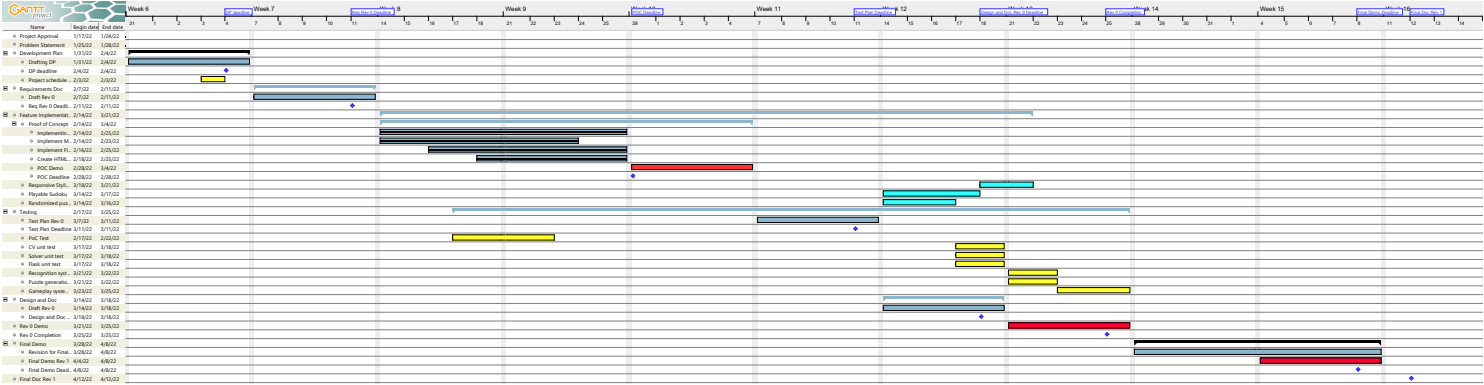 GANTT
project
Week 6
Week 7
8
Week 9
Week 11
Week 12
Week 14
Week 15
DP deadline
Req Rev 0 Deadline
POC Deadline
Test Plan Deadline
Design and Doc Rev 0 Deadline
Rev 0 Completion
Final Demo Deadline
Final Doc Rev 1
31 1 2 3 4 7 8 9 10 11 14 15 16 17 18 21 22 23 24 25 28 1 2 3 4 7 8 9 10 11 14 15 16 17 18 21 22 23 24 25 28 29 30 31 1 4 5 6 7 8 11 12 13 14
Name Begin date End date
Project Approval 1/17/22 1/24/22
Problem Statement 1/25/22 1/28/22
Development Plan 1/31/22 2/4/22
Drafting DP 1/31/22 2/4/22
DP deadline 2/4/22 2/4/22
Project schedule... 2/3/22 2/3/22
Requirements Doc 2/7/22 2/11/22
Draft Rev 0 2/7/22 2/11/22
Req Rev 0 Deadli... 2/11/22 2/11/22
Feature Implementat... 2/14/22 3/21/22
Proof of Concept 2/14/22 3/4/22
Implementin... 2/14/22 2/25/22
Implement M... 2/14/22 2/23/22
Implement Fl... 2/16/22 2/25/22
Create HTML... 2/18/22 2/25/22
POC Demo 2/28/22 3/4/22
POC Deadline 2/28/22 2/28/22
Responsive Styli... 3/18/22 3/21/22
Playable Sudoku 3/14/22 3/17/22
Randomized puz... 3/14/22 3/16/22
Testing 2/17/22 3/25/22
Test Plan Rev 0 3/7/22 3/11/22
Test Plan Deadline 3/11/22 3/11/22
PoC Test 2/17/22 2/22/22
CV unit test 3/17/22 3/18/22
Solver unit test 3/17/22 3/18/22
Flask unit test 3/17/22 3/18/22
Recognition syst... 3/21/22 3/22/22
Puzzle generatio... 3/21/22 3/22/22
Gameplay syste... 3/23/22 3/25/22
Design and Doc 3/14/22 3/18/22
Draft Rev 0 3/14/22 3/18/22
Design and Doc ... 3/18/22 3/18/22
Rev 0 Demo 3/21/22 3/25/22
Rev 0 Completion 3/25/22 3/25/22
Final Demo 3/28/22 4/8/22
Revision for Final... 3/28/22 4/8/22
Final Demo Rev 1 4/4/22 4/8/22
Final Demo Dead... 4/8/22 4/8/22
Final Doc Rev 1 4/12/22 4/12/22